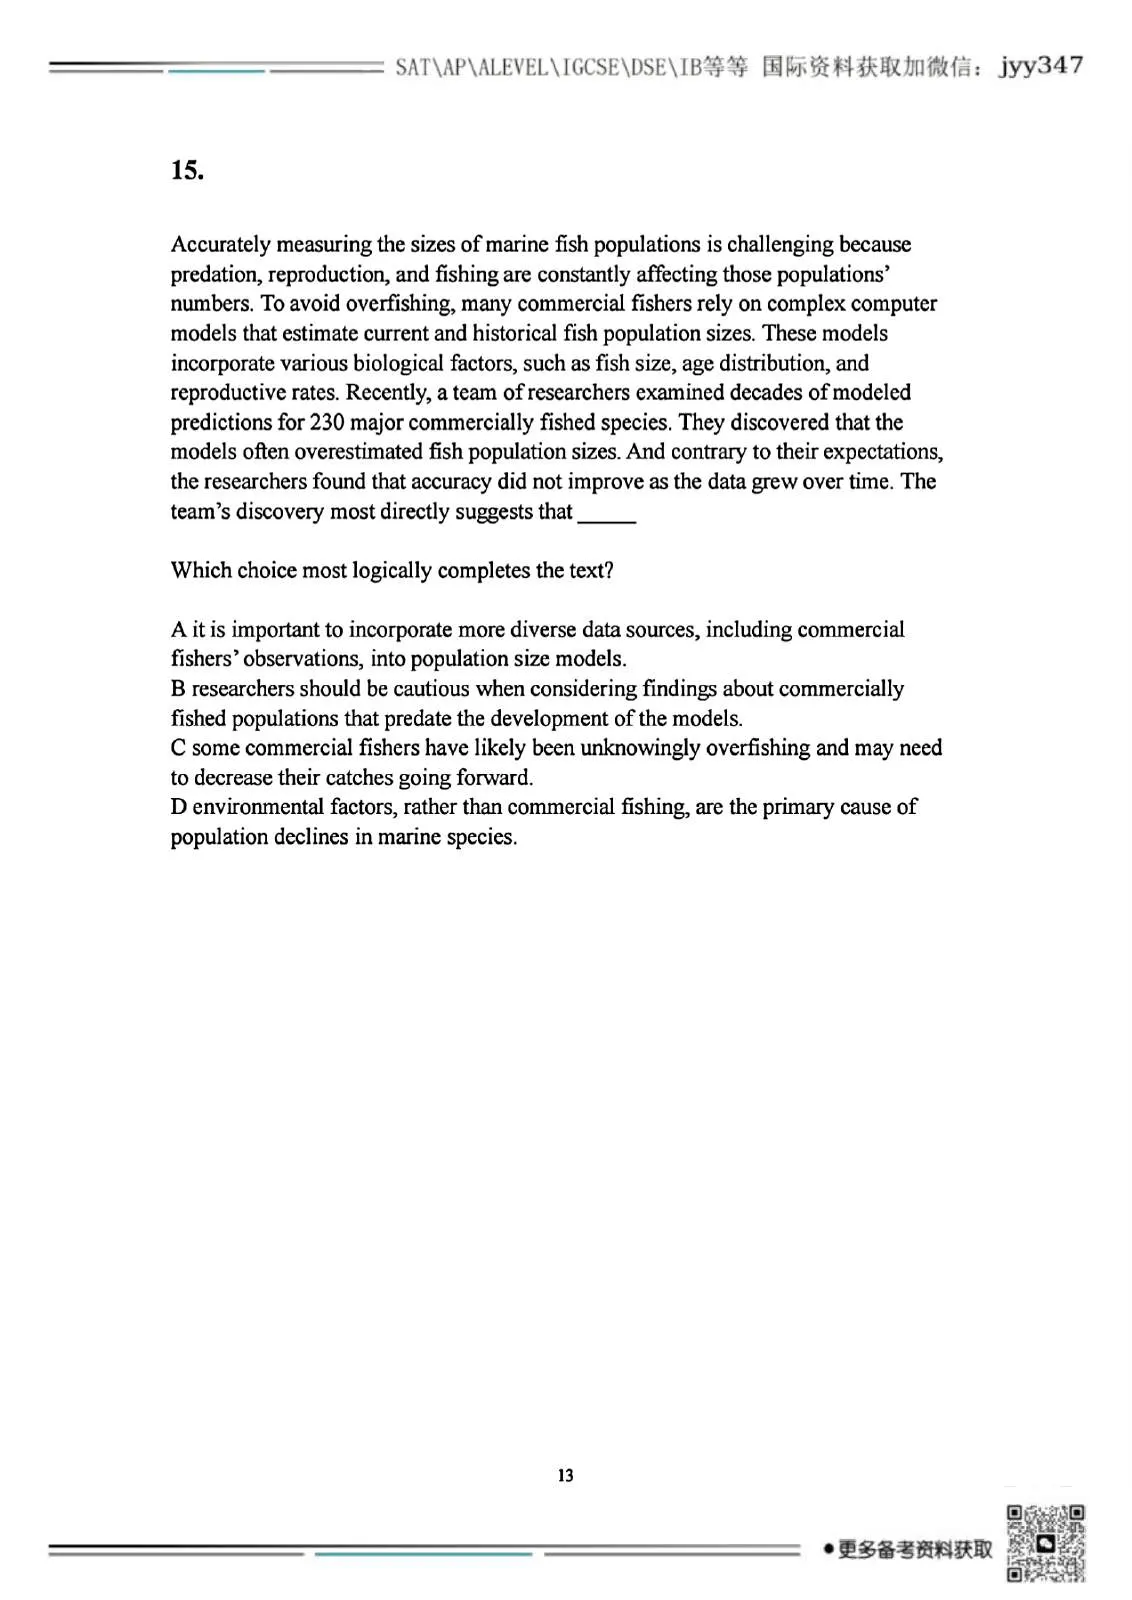 SAT\AP\ALEVEL\IGCSE\DSE\IB等等 国际资料获取加微信：jyy347
15.
Accurately measuring the sizes of marine fish populations is challenging because
predation, reproduction, and fishing are constantly affecting those populations’
numbers. To avoid overfishing, many commercial fishers rely on complex computer
models that estimate current and historical fish population sizes. These models
incorporate various biological factors, such as fish size, age distribution, and
reproductive rates. Recently, a team of researchers examined decades of modeled
predictions for 230 major commercially fished species. They discovered that the
models often overestimated fish population sizes. And contrary to their expectations,
the researchers found that accuracy did not improve as the data grew over time. The
team’s discovery most directly suggests that _____
Which choice most logically completes the text?
A it is important to incorporate more diverse data sources, including commercial
fishers’ observations, into population size models.
B researchers should be cautious when considering findings about commercially
fished populations that predate the development of the models.
C some commercial fishers have likely been unknowingly overfishing and may need
to decrease their catches going forward.
D environmental factors, rather than commercial fishing, are the primary cause of
population declines in marine species.
13
●更多备考资料获取